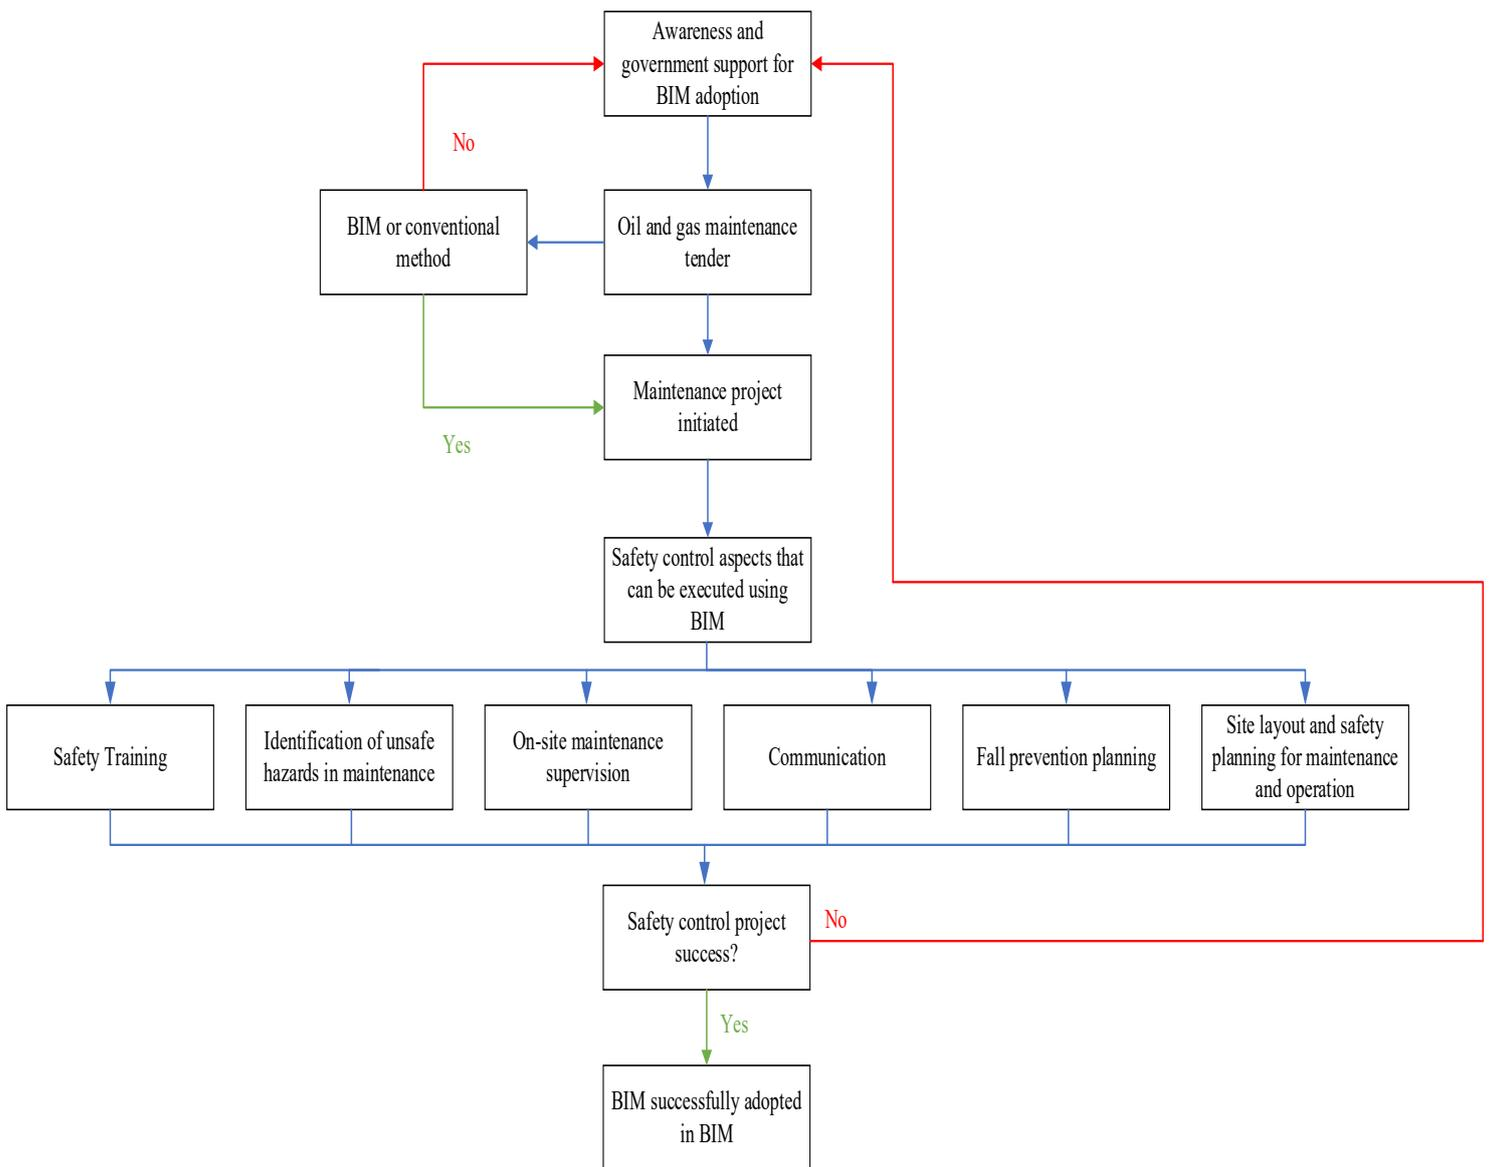 Awareness and
government support for
BIM adoption
No
BIM or conventional
method
Oil and gas maintenance
tender
Maintenance project
initiated
Yes
Safety control aspects that
can be executed using
BIM
Safety Training
Identification of unsafe
hazards in maintenance
On-site maintenance
supervision
Communication
Fall prevention planning
Site layout and safety
planning for maintenance
and operation
Safety control project
success?
No
Yes
BIM successfully adopted
in BIM